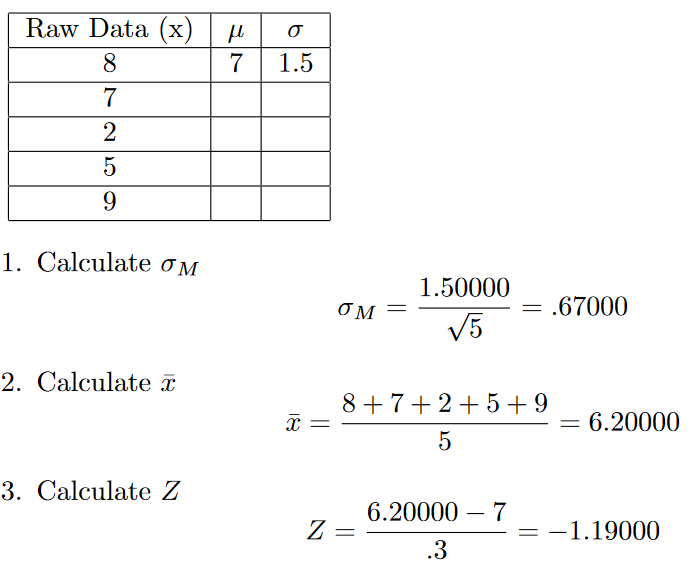 Raw Data (x) μ σ
8 7 1.5
7
2
5
9
1. Calculate σ_M
σ_M = 1.50000 / √5 = .67000
2. Calculate x̄
x̄ = 8 + 7 + 2 + 5 + 9 / 5 = 6.20000
3. Calculate Z
Z = 6.20000 − 7 / .3 = −1.19000